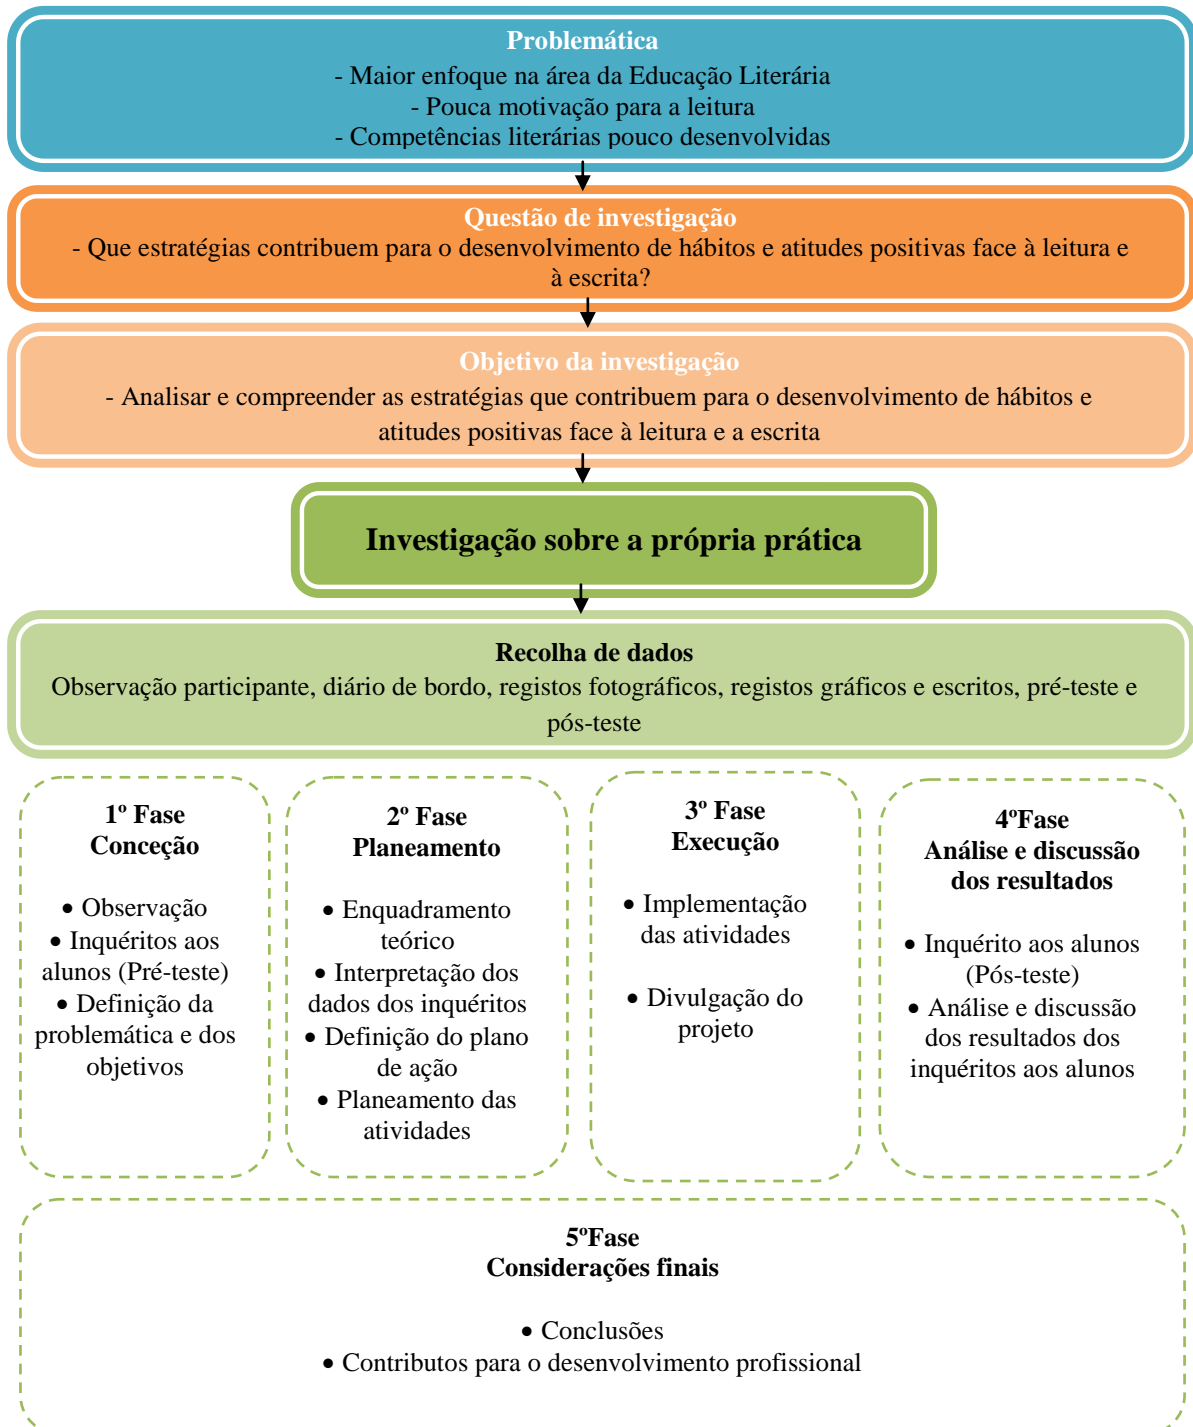 Problemática
- Maior enfoque na área da Educação Literária
- Pouca motivação para a leitura
- Competências literárias pouco desenvolvidas
Questão de investigação
- Que estratégias contribuem para o desenvolvimento de hábitos e atitudes positivas face à leitura e
à escrita?
Objetivo da investigação
- Analisar e compreender as estratégias que contribuem para o desenvolvimento de hábitos e
atitudes positivas face à leitura e a escrita
Investigação sobre a própria prática
Recolha de dados
Observação participante, diário de bordo, registos fotográficos, registos gráficos e escritos, pré-teste e
pós-teste
1º Fase
Conceção
• Observação
• Inquéritos aos
alunos (Pré-teste)
• Definição da
problemática e dos
objetivos
2º Fase
Planeamento
• Enquadramento
teórico
• Interpretação dos
dados dos inquéritos
• Definição do plano
de ação
• Planeamento das
atividades
3º Fase
Execução
• Implementação
das atividades
• Divulgação do
projeto
4ºFase
Análise e discussão
dos resultados
• Inquérito aos alunos
(Pós-teste)
• Análise e discussão
dos resultados dos
inquéritos aos alunos
5ºFase
Considerações finais
• Conclusões
• Contributos para o desenvolvimento profissional